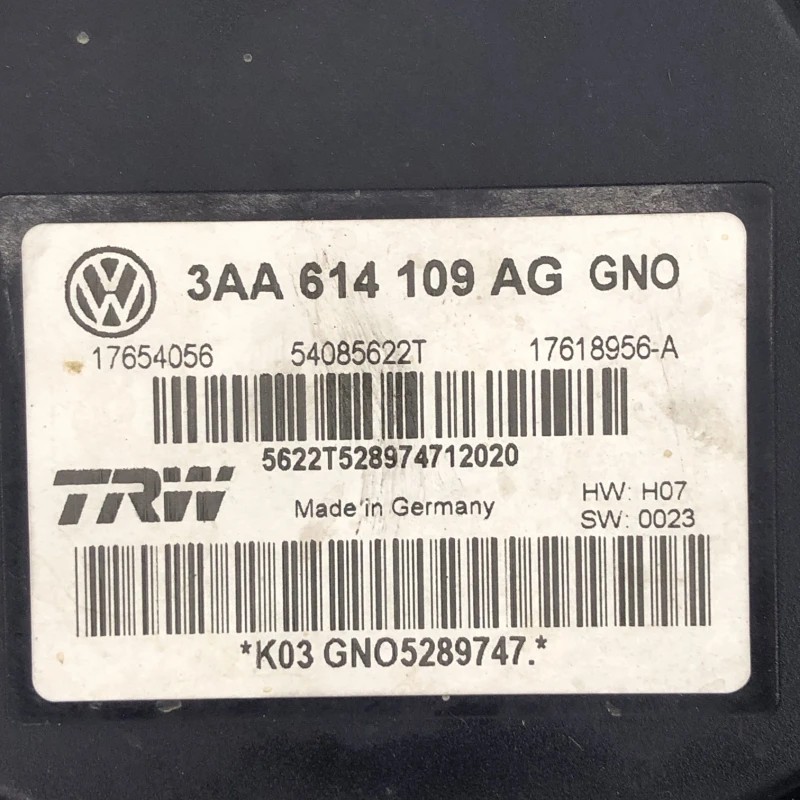 3AA 614 109 AG GNO
17654056 54085622T 17618956-A
5622T528974712020
TRW Made in Germany HW: H07
SW: 0023
*K03 GNO5289747.*